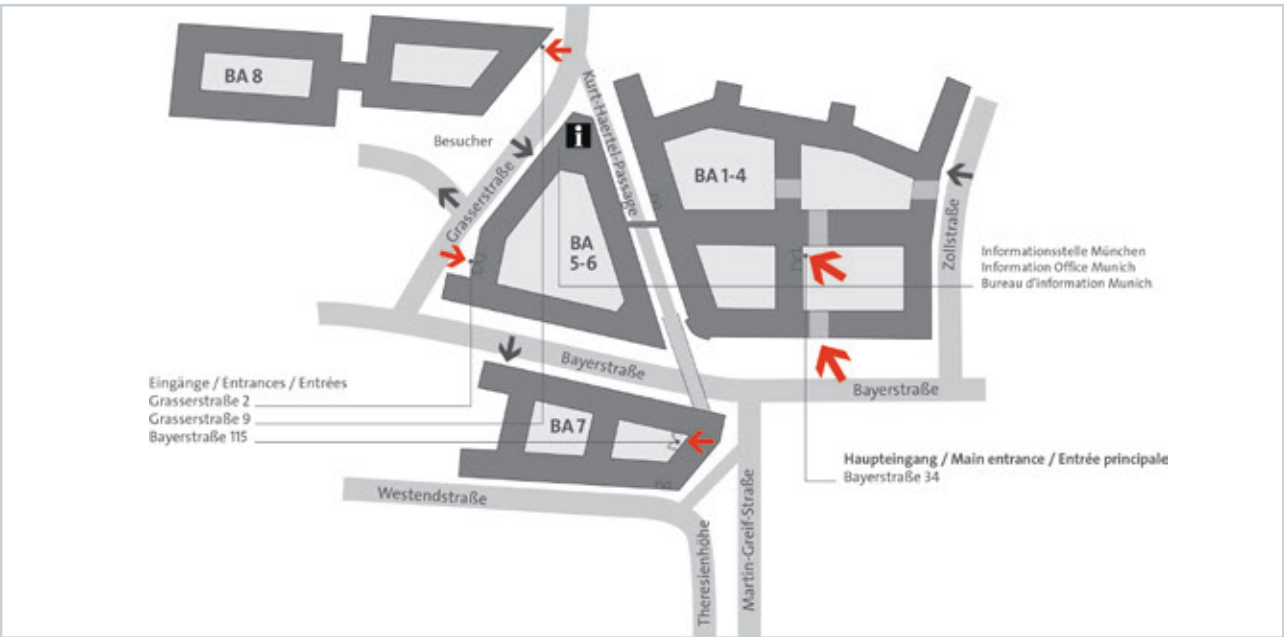 BA 8
Kurt-Haertel-Passage
Besucher
BA 1-4
Grasserstraße
BA
5-6
Zollstraße
Informationsstelle München
Information Office Munich
Bureau d'information Munich
i
Bayerstraße
Bayerstraße
Eingänge / Entrances / Entrées
Grasserstraße 2
Grasserstraße 9
Bayerstraße 115
BA 7
Haupteingang / Main entrance / Entrée principale
Bayerstraße 34
Westendstraße
Theresienhöhe
Martin-Greif-Straße